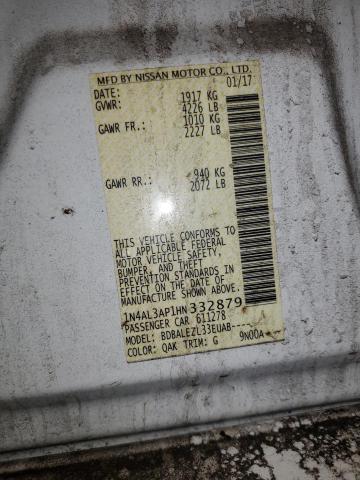 MFD BY NISSAN MOTOR CO., LTD.
DATE: 01/17
GVWR: 1917 KG
4226 LB
GAWR FR.: 1010 KG
2227 LB
GAWR RR.: 940 KG
2072 LB
THIS VEHICLE CONFORMS TO
ALL APPLICABLE FEDERAL
MOTOR VEHICLE SAFETY,
BUMPER, AND THEFT
PREVENTION STANDARDS IN
EFFECT ON THE DATE OF
MANUFACTURE SHOWN ABOVE
1N4AL3AP1HN332879
PASSENGER CAR 611278
MODEL: BDBALEZL33EUAB-----A
COLOR: QAK TRIM: G 9N00A